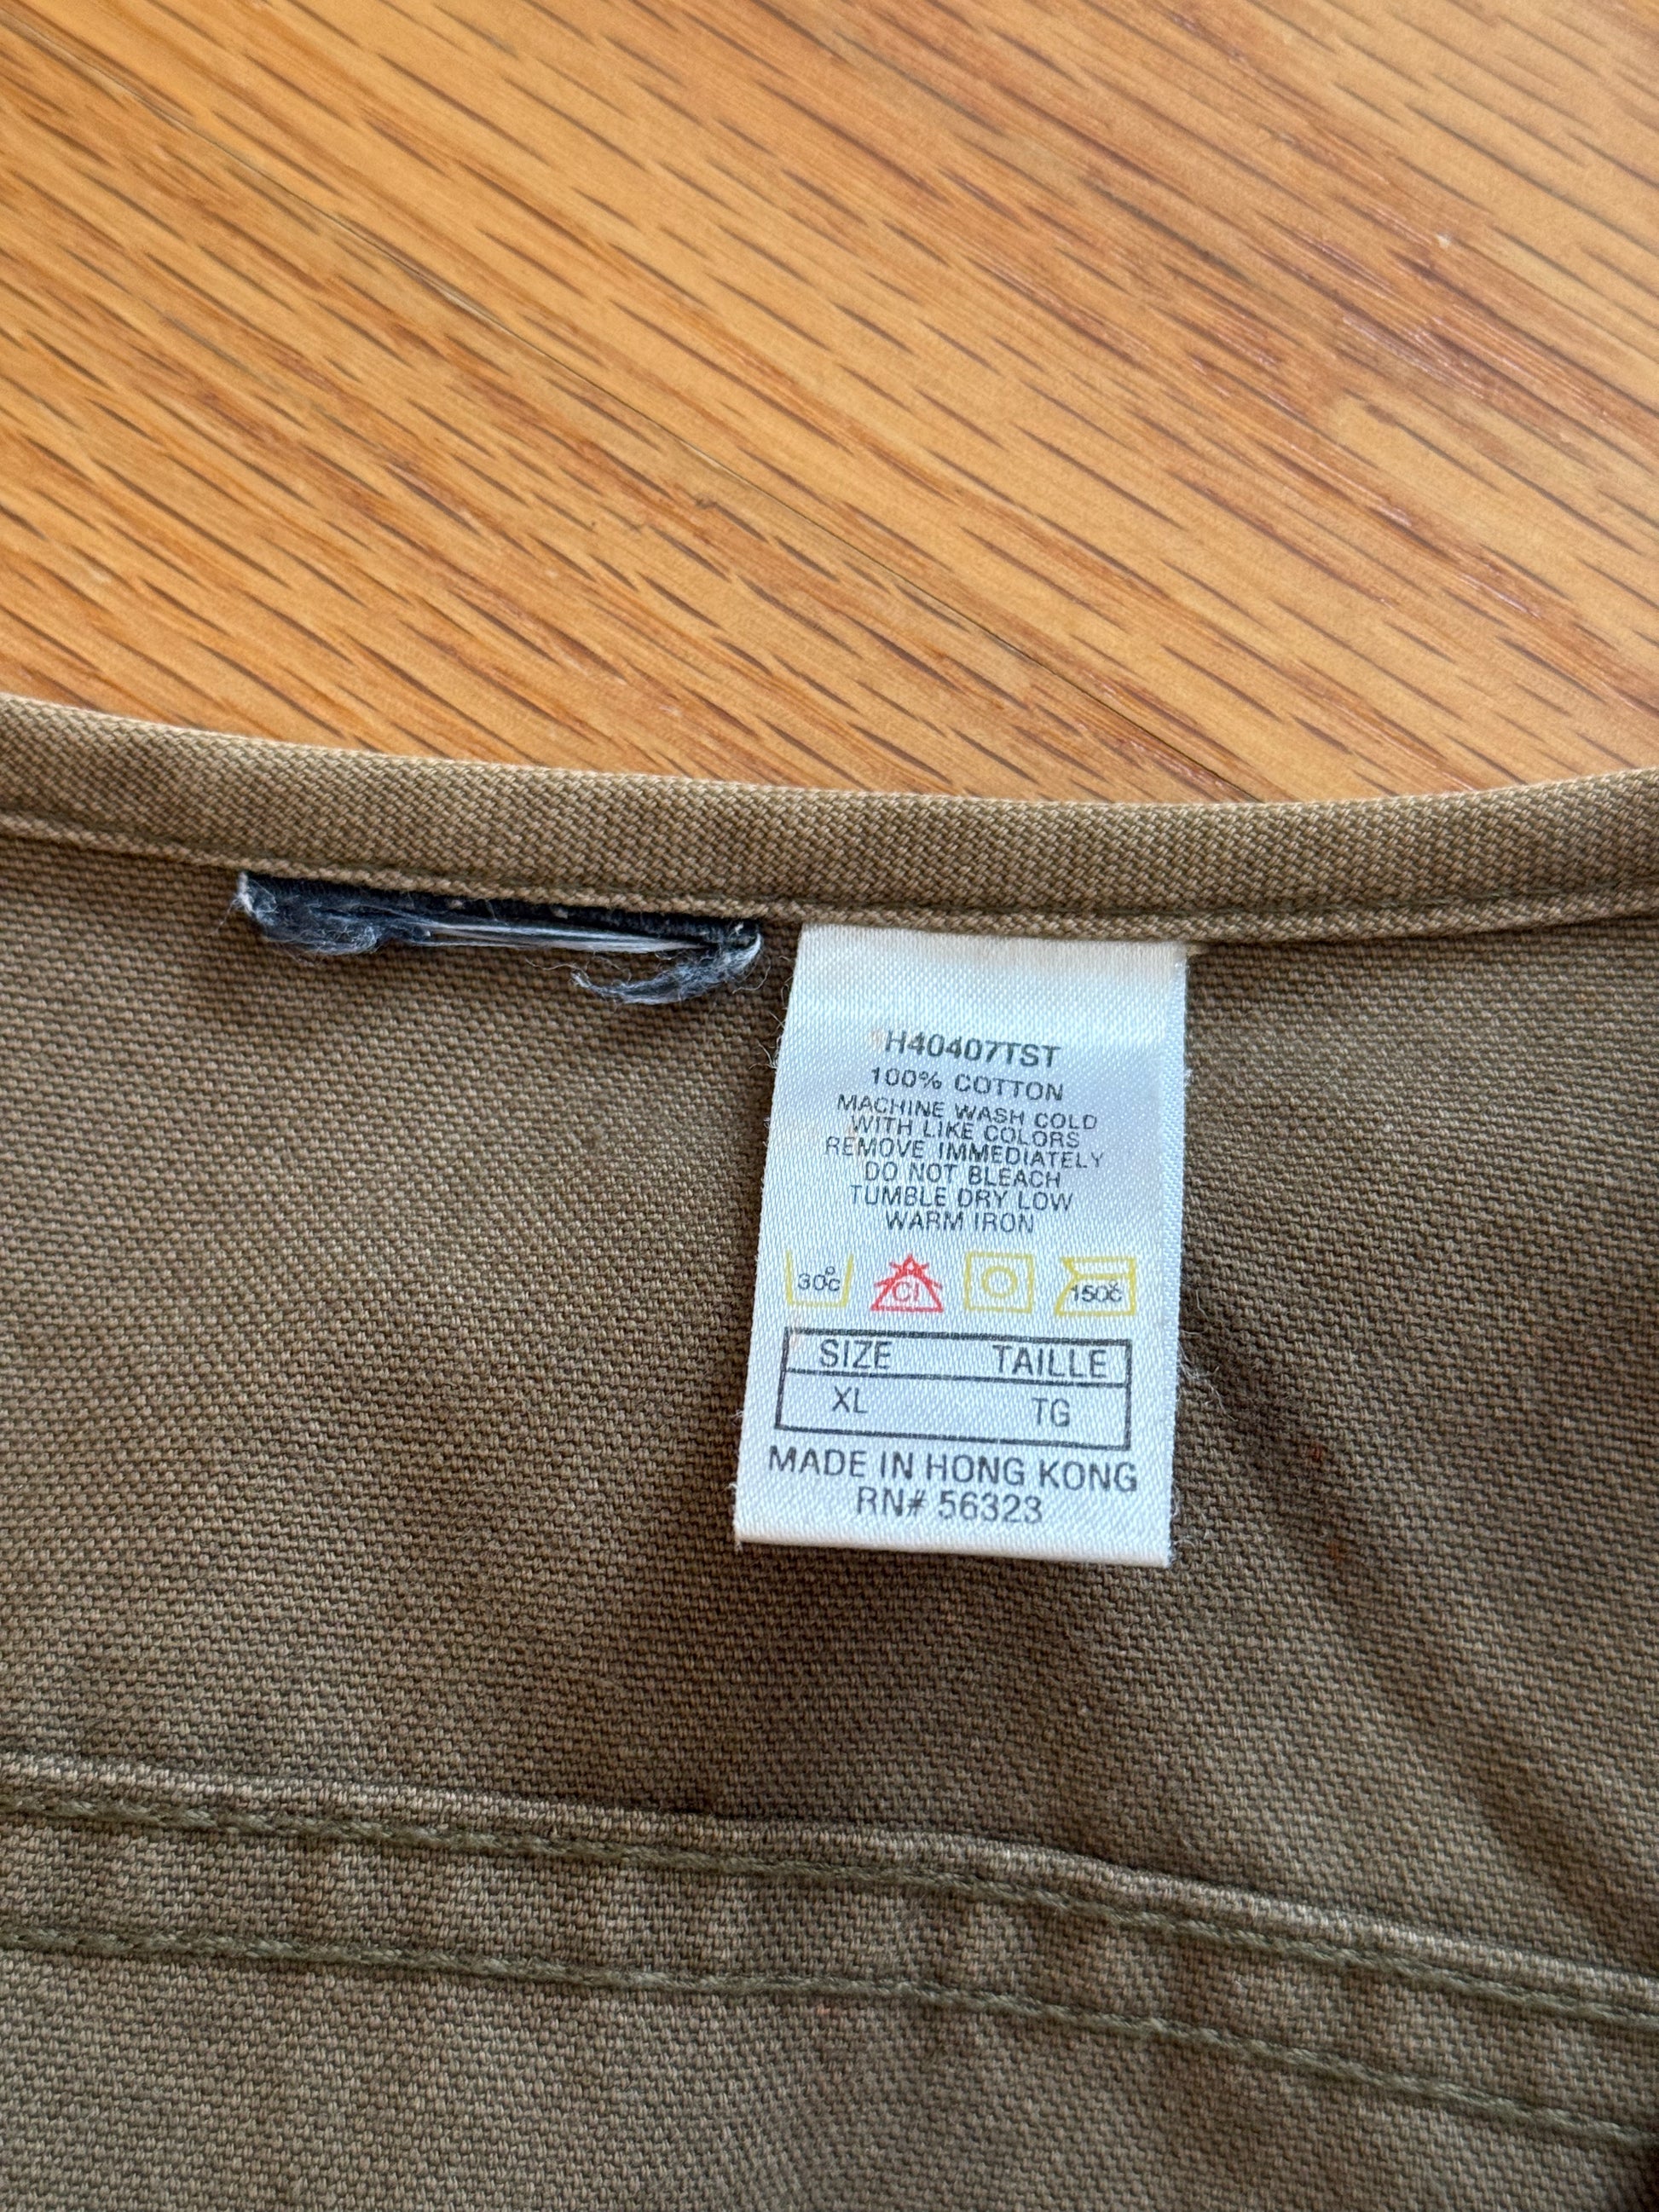 H40407TST
100% COTTON
MACHINE WASH COLD
WITH LIKE COLORS
REMOVE IMMEDIATELY
DO NOT BLEACH
TUMBLE DRY LOW
WARM IRON
30°C Cl 150°C
SIZE TAILLE
XL TG
MADE IN HONG KONG
RN# 56323